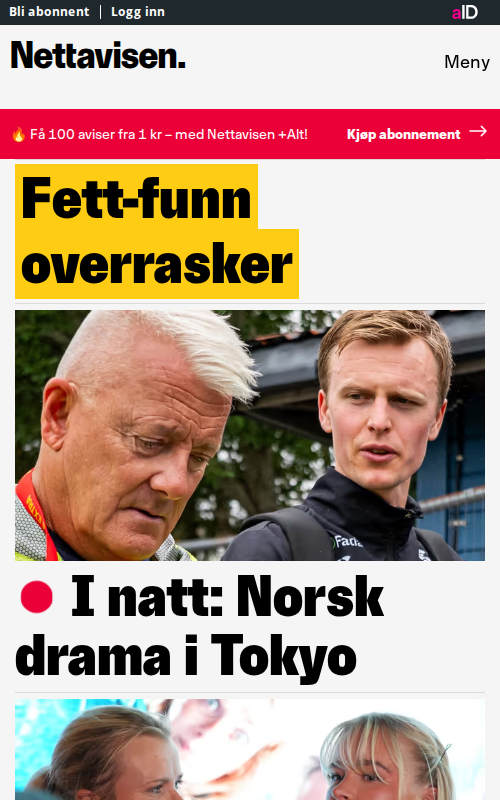 Bli abonnent | Logg inn aID
Nettavisen.
Meny
🔥 Få 100 aviser fra 1 kr – med Nettavisen +Alt! Kjøp abonnement →
Fett-funn
overrasker
I natt: Norsk
drama i Tokyo